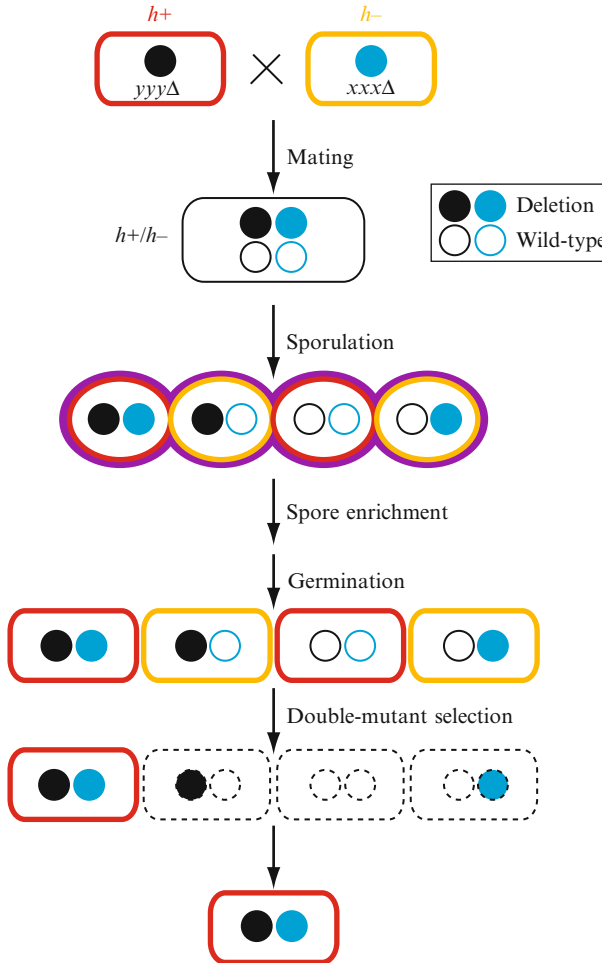 h+ h–
yyyΔ xxxΔ
Mating
h+/h–
Deletion
Wild-type
Sporulation
Spore enrichment
Germination
Double-mutant selection